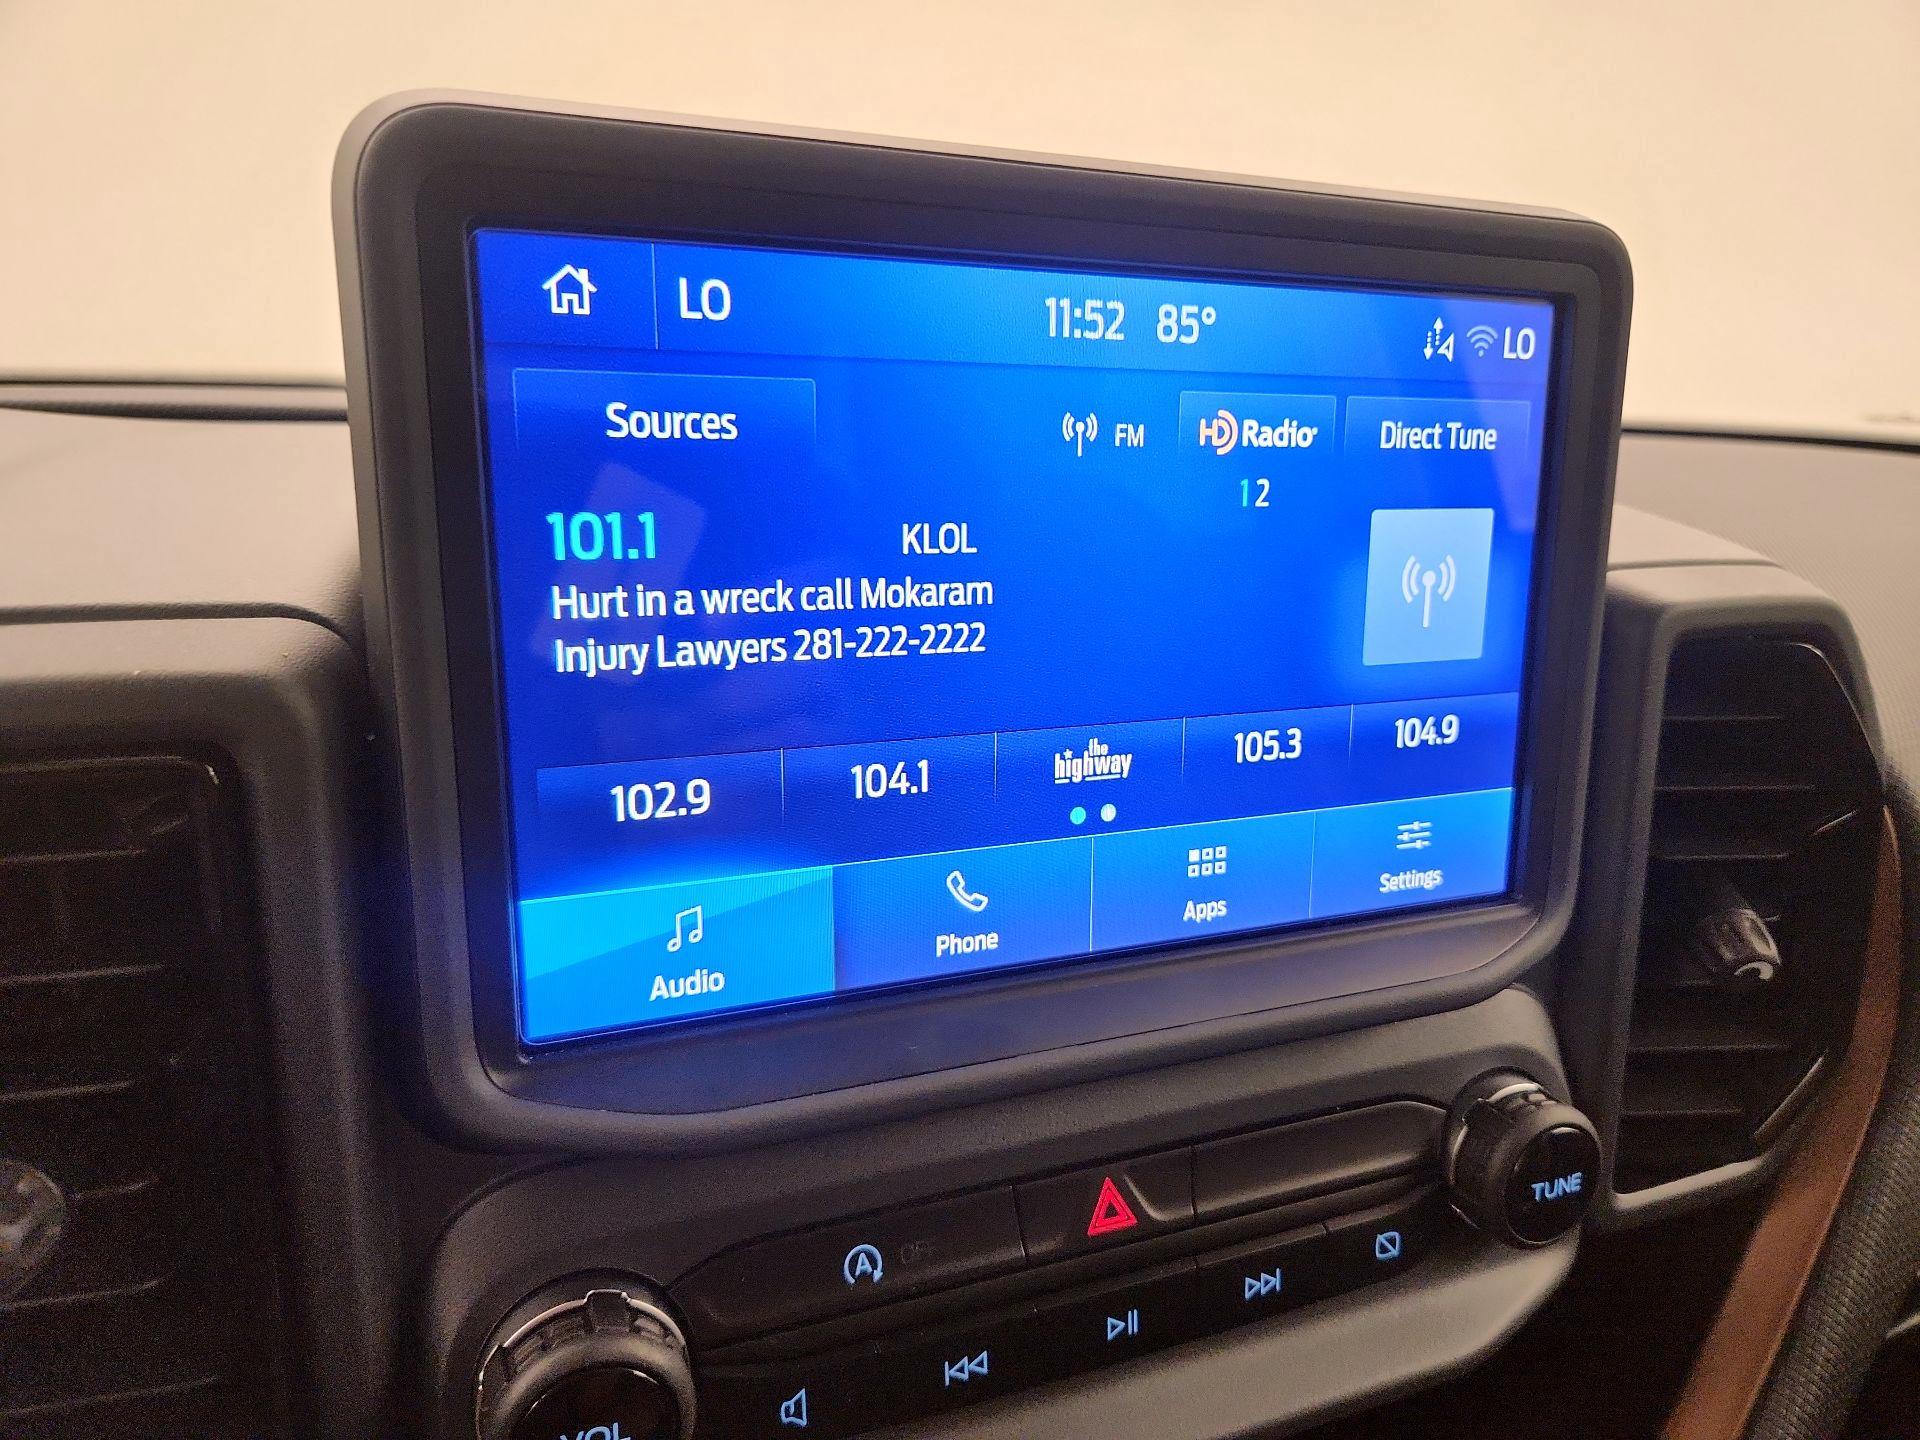 LO 11:52 85° LO
Sources FM HD Radio Direct Tune
1 2
101.1 KLOL
Hurt in a wreck call Mokaram
Injury Lawyers 281-222-2222
102.9 104.1 the highway 105.3 104.9
Audio Phone Apps Settings
TUNE
A OFF
VOL